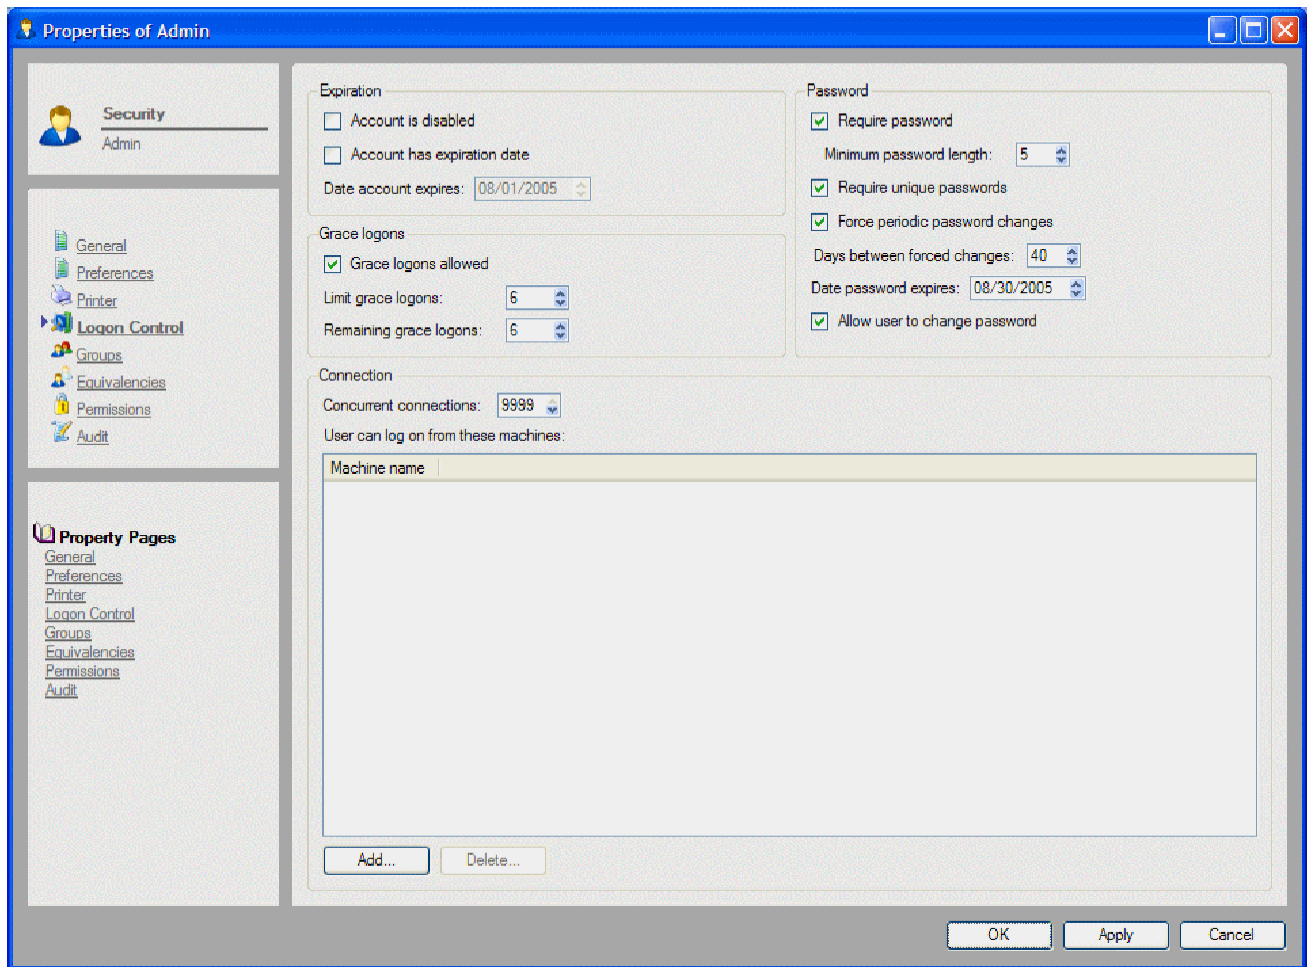 Properties of Admin
Security
Admin
General
Preferences
Printer
Logon Control
Groups
Equivalencies
Permissions
Audit
Property Pages
General
Preferences
Printer
Logon Control
Groups
Equivalencies
Permissions
Audit
Expiration
Account is disabled
Account has expiration date
Date account expires: 08/01/2005
Grace logons
Grace logons allowed
Limit grace logons: 6
Remaining grace logons: 6
Password
Require password
Minimum password length: 5
Require unique passwords
Force periodic password changes
Days between forced changes: 40
Date password expires: 08/30/2005
Allow user to change password
Connection
Concurrent connections: 9999
User can log on from these machines:
Machine name
Add... Delete...
OK Apply Cancel